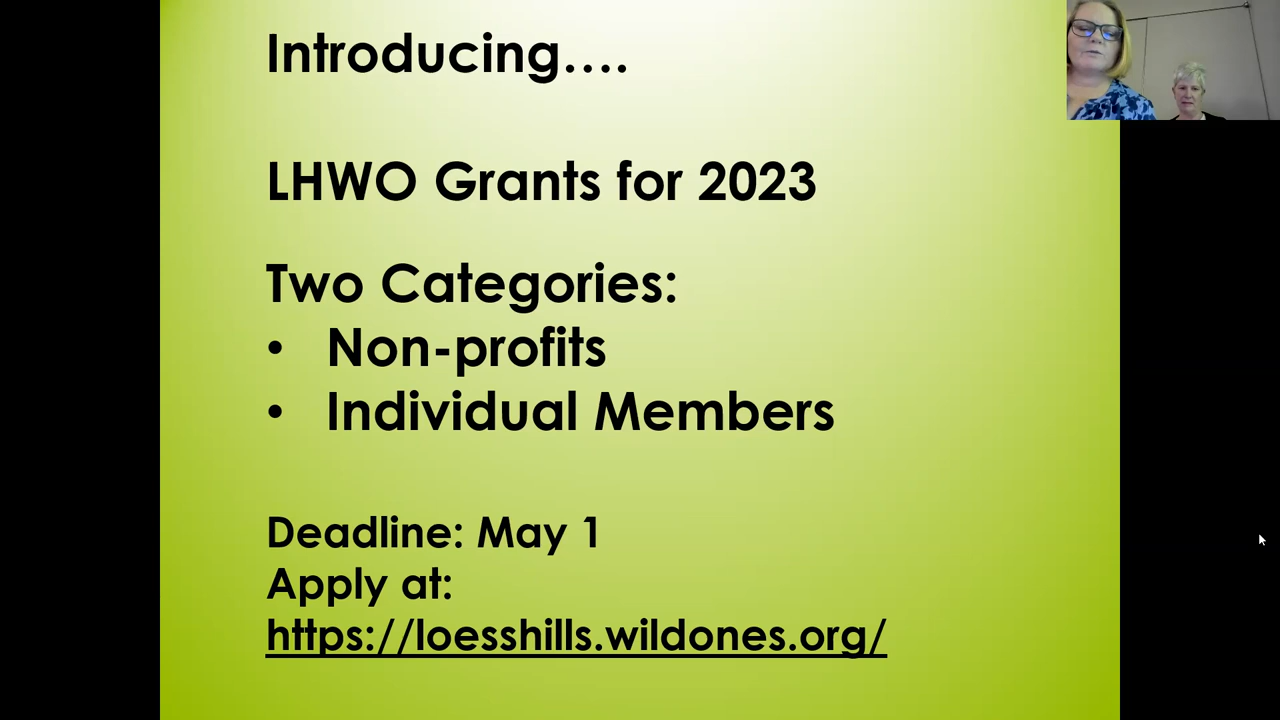 Introducing....
LHWO Grants for 2023
Two Categories:
• Non-profits
• Individual Members
Deadline: May 1
Apply at:
https://loesshills.wildones.org/